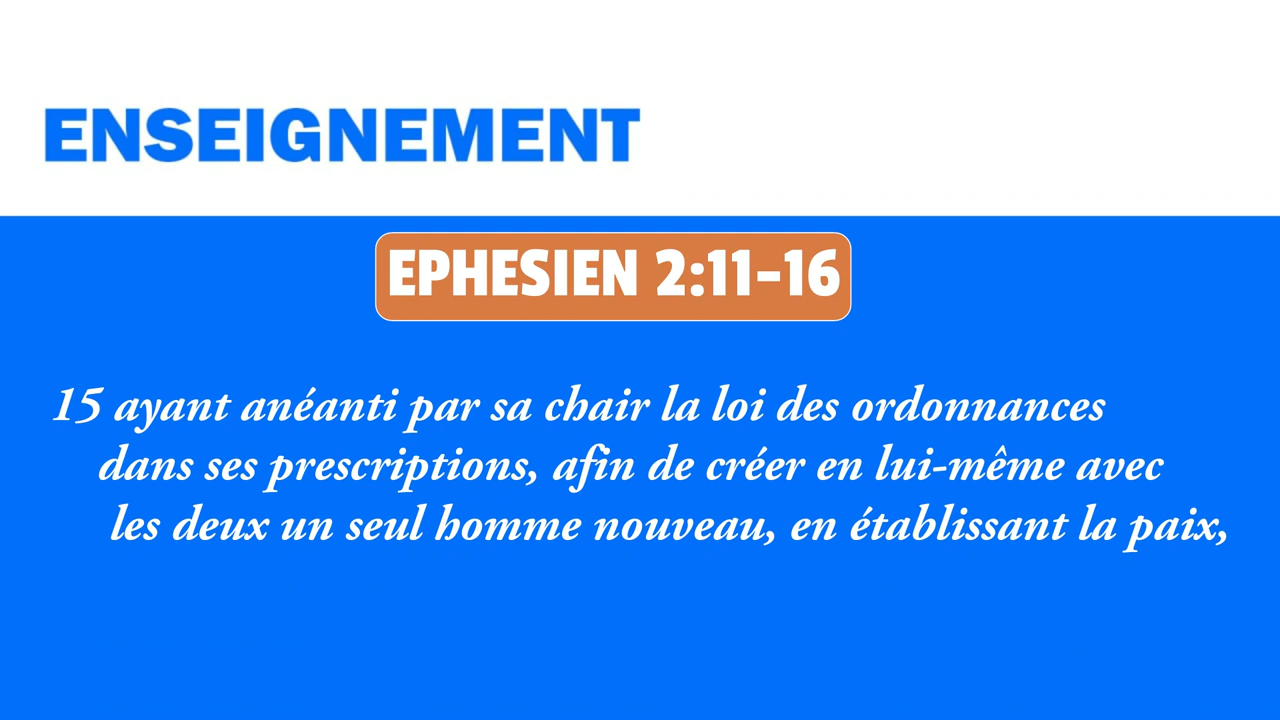 ENSEIGNEMENT
EPHESIEN 2:11-16
15 ayant anéanti par sa chair la loi des ordonnances
dans ses prescriptions, afin de créer en lui-même avec
les deux un seul homme nouveau, en établissant la paix,